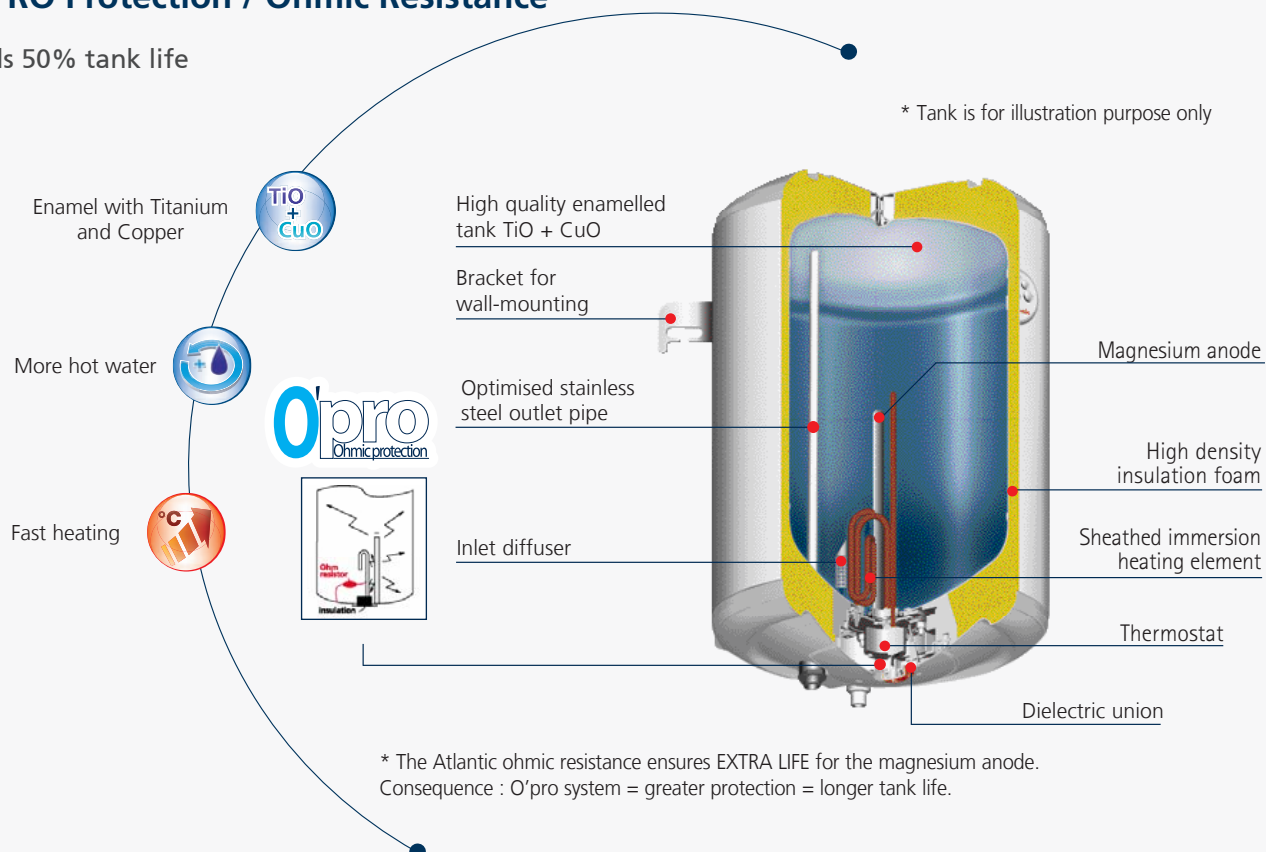 RO Protection / Ohmic Resistance
ls 50% tank life
* Tank is for illustration purpose only
TiO
+
CuO
Enamel with Titanium
and Copper
High quality enamelled
tank TiO + CuO
Bracket for
wall-mounting
+
More hot water
Magnesium anode
Optimised stainless
steel outlet pipe
O'pro
Ohmic protection
High density
insulation foam
°C
Fast heating
Inlet diffuser
Sheathed immersion
heating element
Ohm
resistor
insulation
Thermostat
Dielectric union
* The Atlantic ohmic resistance ensures EXTRA LIFE for the magnesium anode.
Consequence : O'pro system = greater protection = longer tank life.